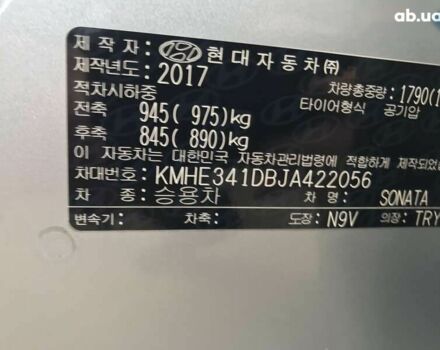 ab.ua
제 작 자: 현대자동차㈜
제작년도: 2017 차량총중량: 1790(1
적차시하중 타이어형식 공기압
전축 945( 975)kg
후축 845( 890)kg
이 자동차는 대한민국 자동차관리법령에 적합하게 제작되었
차대번호: KMHE341DBJA422056
차 종: 승용차 차 명: SONATA
변속기: 차축: 도장: N9V 의장: TRY